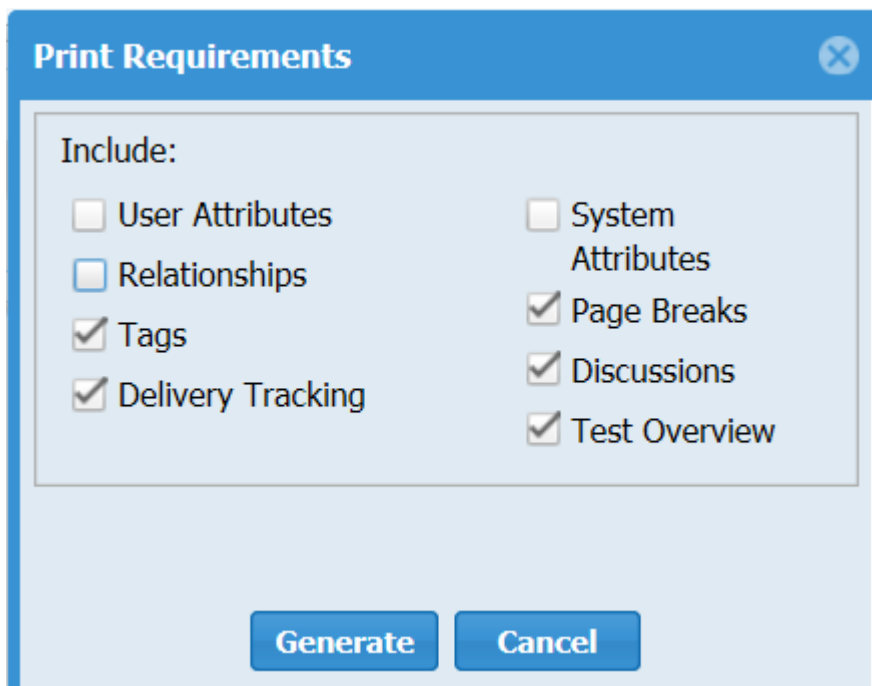 Print Requirements
Include:
User Attributes
Relationships
Tags
Delivery Tracking
System
Attributes
Page Breaks
Discussions
Test Overview
Generate
Cancel